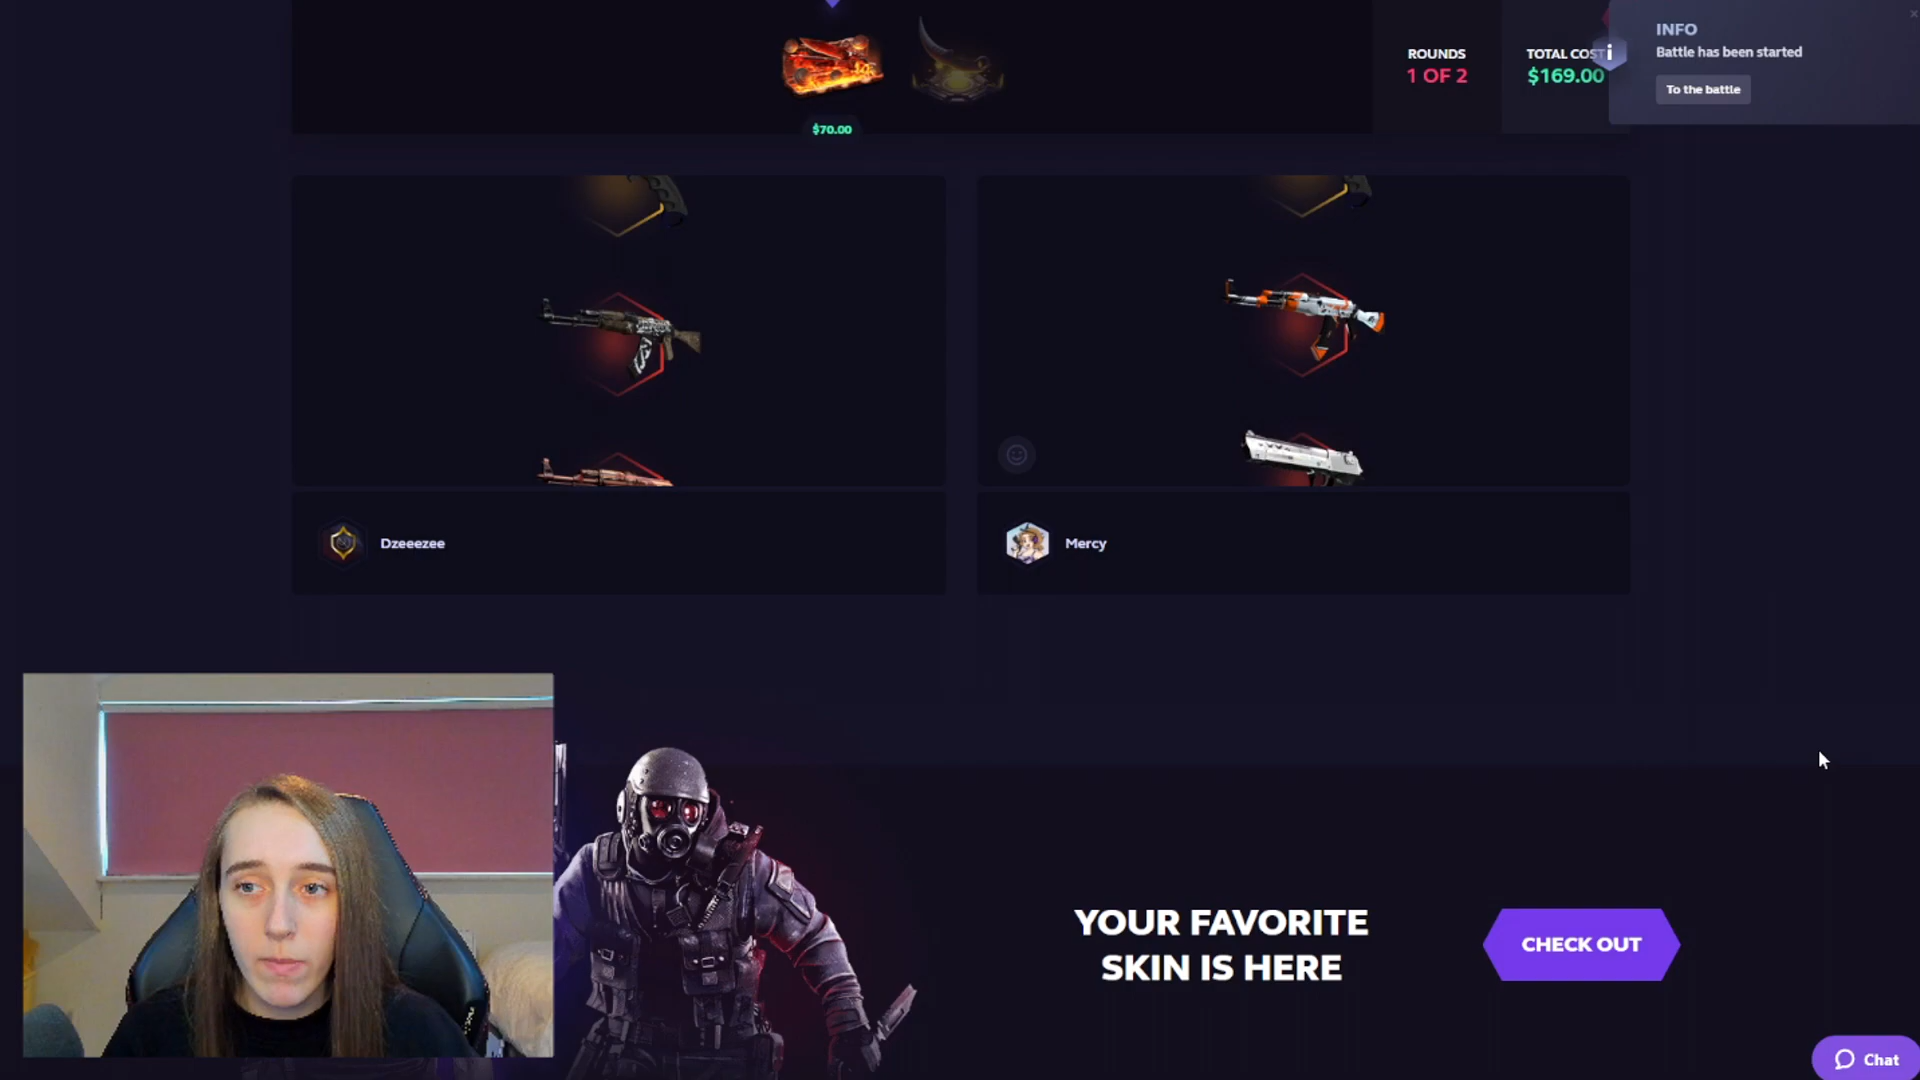 ROUNDS
1 OF 2
TOTAL COST
$169.00
INFO
Battle has been started
To the battle
$70.00
Dzeeezee
Mercy
YOUR FAVORITE
SKIN IS HERE
CHECK OUT
Chat